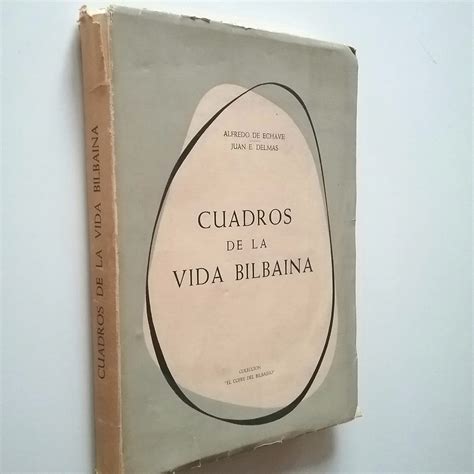 CUADROS DE LA VIDA BILBAINA
ALFREDO DE ECHAVE
JUAN E. DELMAS
CUADROS
DE LA
VIDA BILBAINA
COLECCION
"EL COFRE DEL BILBAINO"